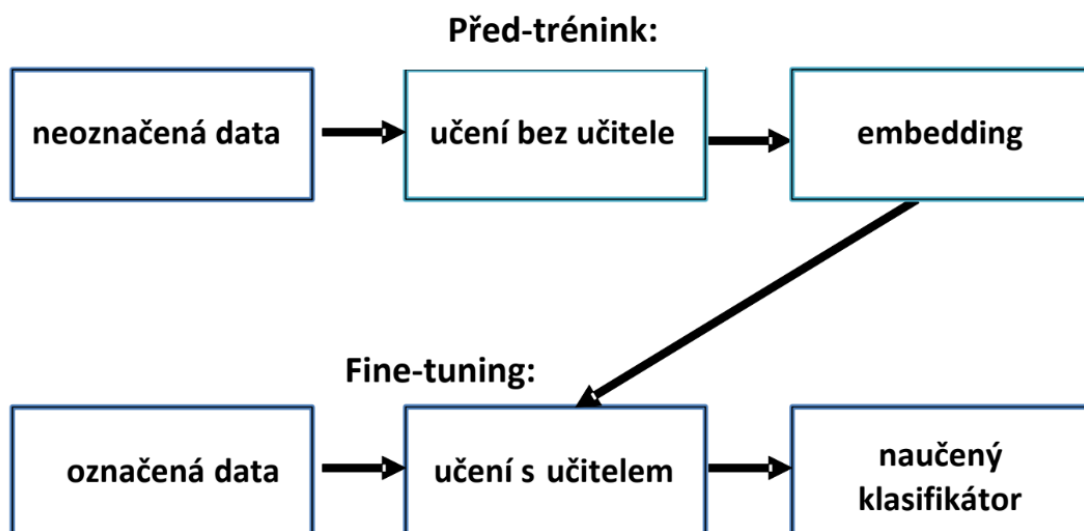 Před-trénink:
neoznačená data
učení bez učitele
embedding
Fine-tuning:
označená data
učení s učitelem
naučený
klasifikátor